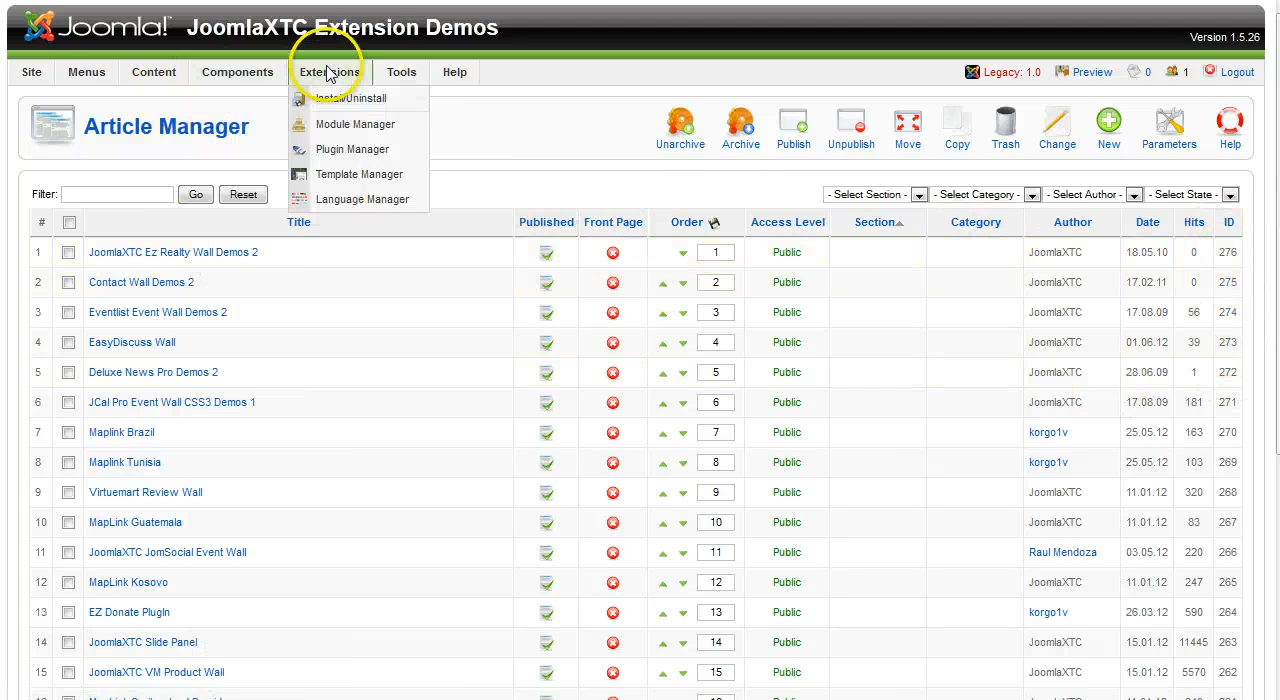 Joomla! JoomlaXTC Extension Demos
Version 1.5.26
Site Menus Content Components Extensions Tools Help Legacy: 1.0 Preview 0 1 Logout
Install/Uninstall
Module Manager
Plugin Manager
Template Manager
Language Manager
Article Manager
Unarchive Archive Publish Unpublish Move Copy Trash Change New Parameters Help
Filter: Go Reset - Select Section - - Select Category - - Select Author - - Select State -
# Title Published Front Page Order Access Level Section Category Author Date Hits ID
1 JoomlaXTC Ez Realty Wall Demos 2 1 Public JoomlaXTC 18.05.10 0 276
2 Contact Wall Demos 2 2 Public JoomlaXTC 17.02.11 0 275
3 Eventlist Event Wall Demos 2 3 Public JoomlaXTC 17.08.09 56 274
4 EasyDiscuss Wall 4 Public JoomlaXTC 01.06.12 39 273
5 Deluxe News Pro Demos 2 5 Public JoomlaXTC 28.06.09 1 272
6 JCal Pro Event Wall CSS3 Demos 1 6 Public JoomlaXTC 17.08.09 181 271
7 Maplink Brazil 7 Public korgo1v 25.05.12 163 270
8 Maplink Tunisia 8 Public korgo1v 25.05.12 103 269
9 Virtuemart Review Wall 9 Public JoomlaXTC 11.01.12 320 268
10 MapLink Guatemala 10 Public JoomlaXTC 11.01.12 83 267
11 JoomlaXTC JomSocial Event Wall 11 Public Raul Mendoza 03.05.12 220 266
12 MapLink Kosovo 12 Public JoomlaXTC 11.01.12 247 265
13 EZ Donate PlugIn 13 Public korgo1v 26.03.12 590 264
14 JoomlaXTC Slide Panel 14 Public JoomlaXTC 15.01.12 11445 263
15 JoomlaXTC VM Product Wall 15 Public JoomlaXTC 15.01.12 5570 262